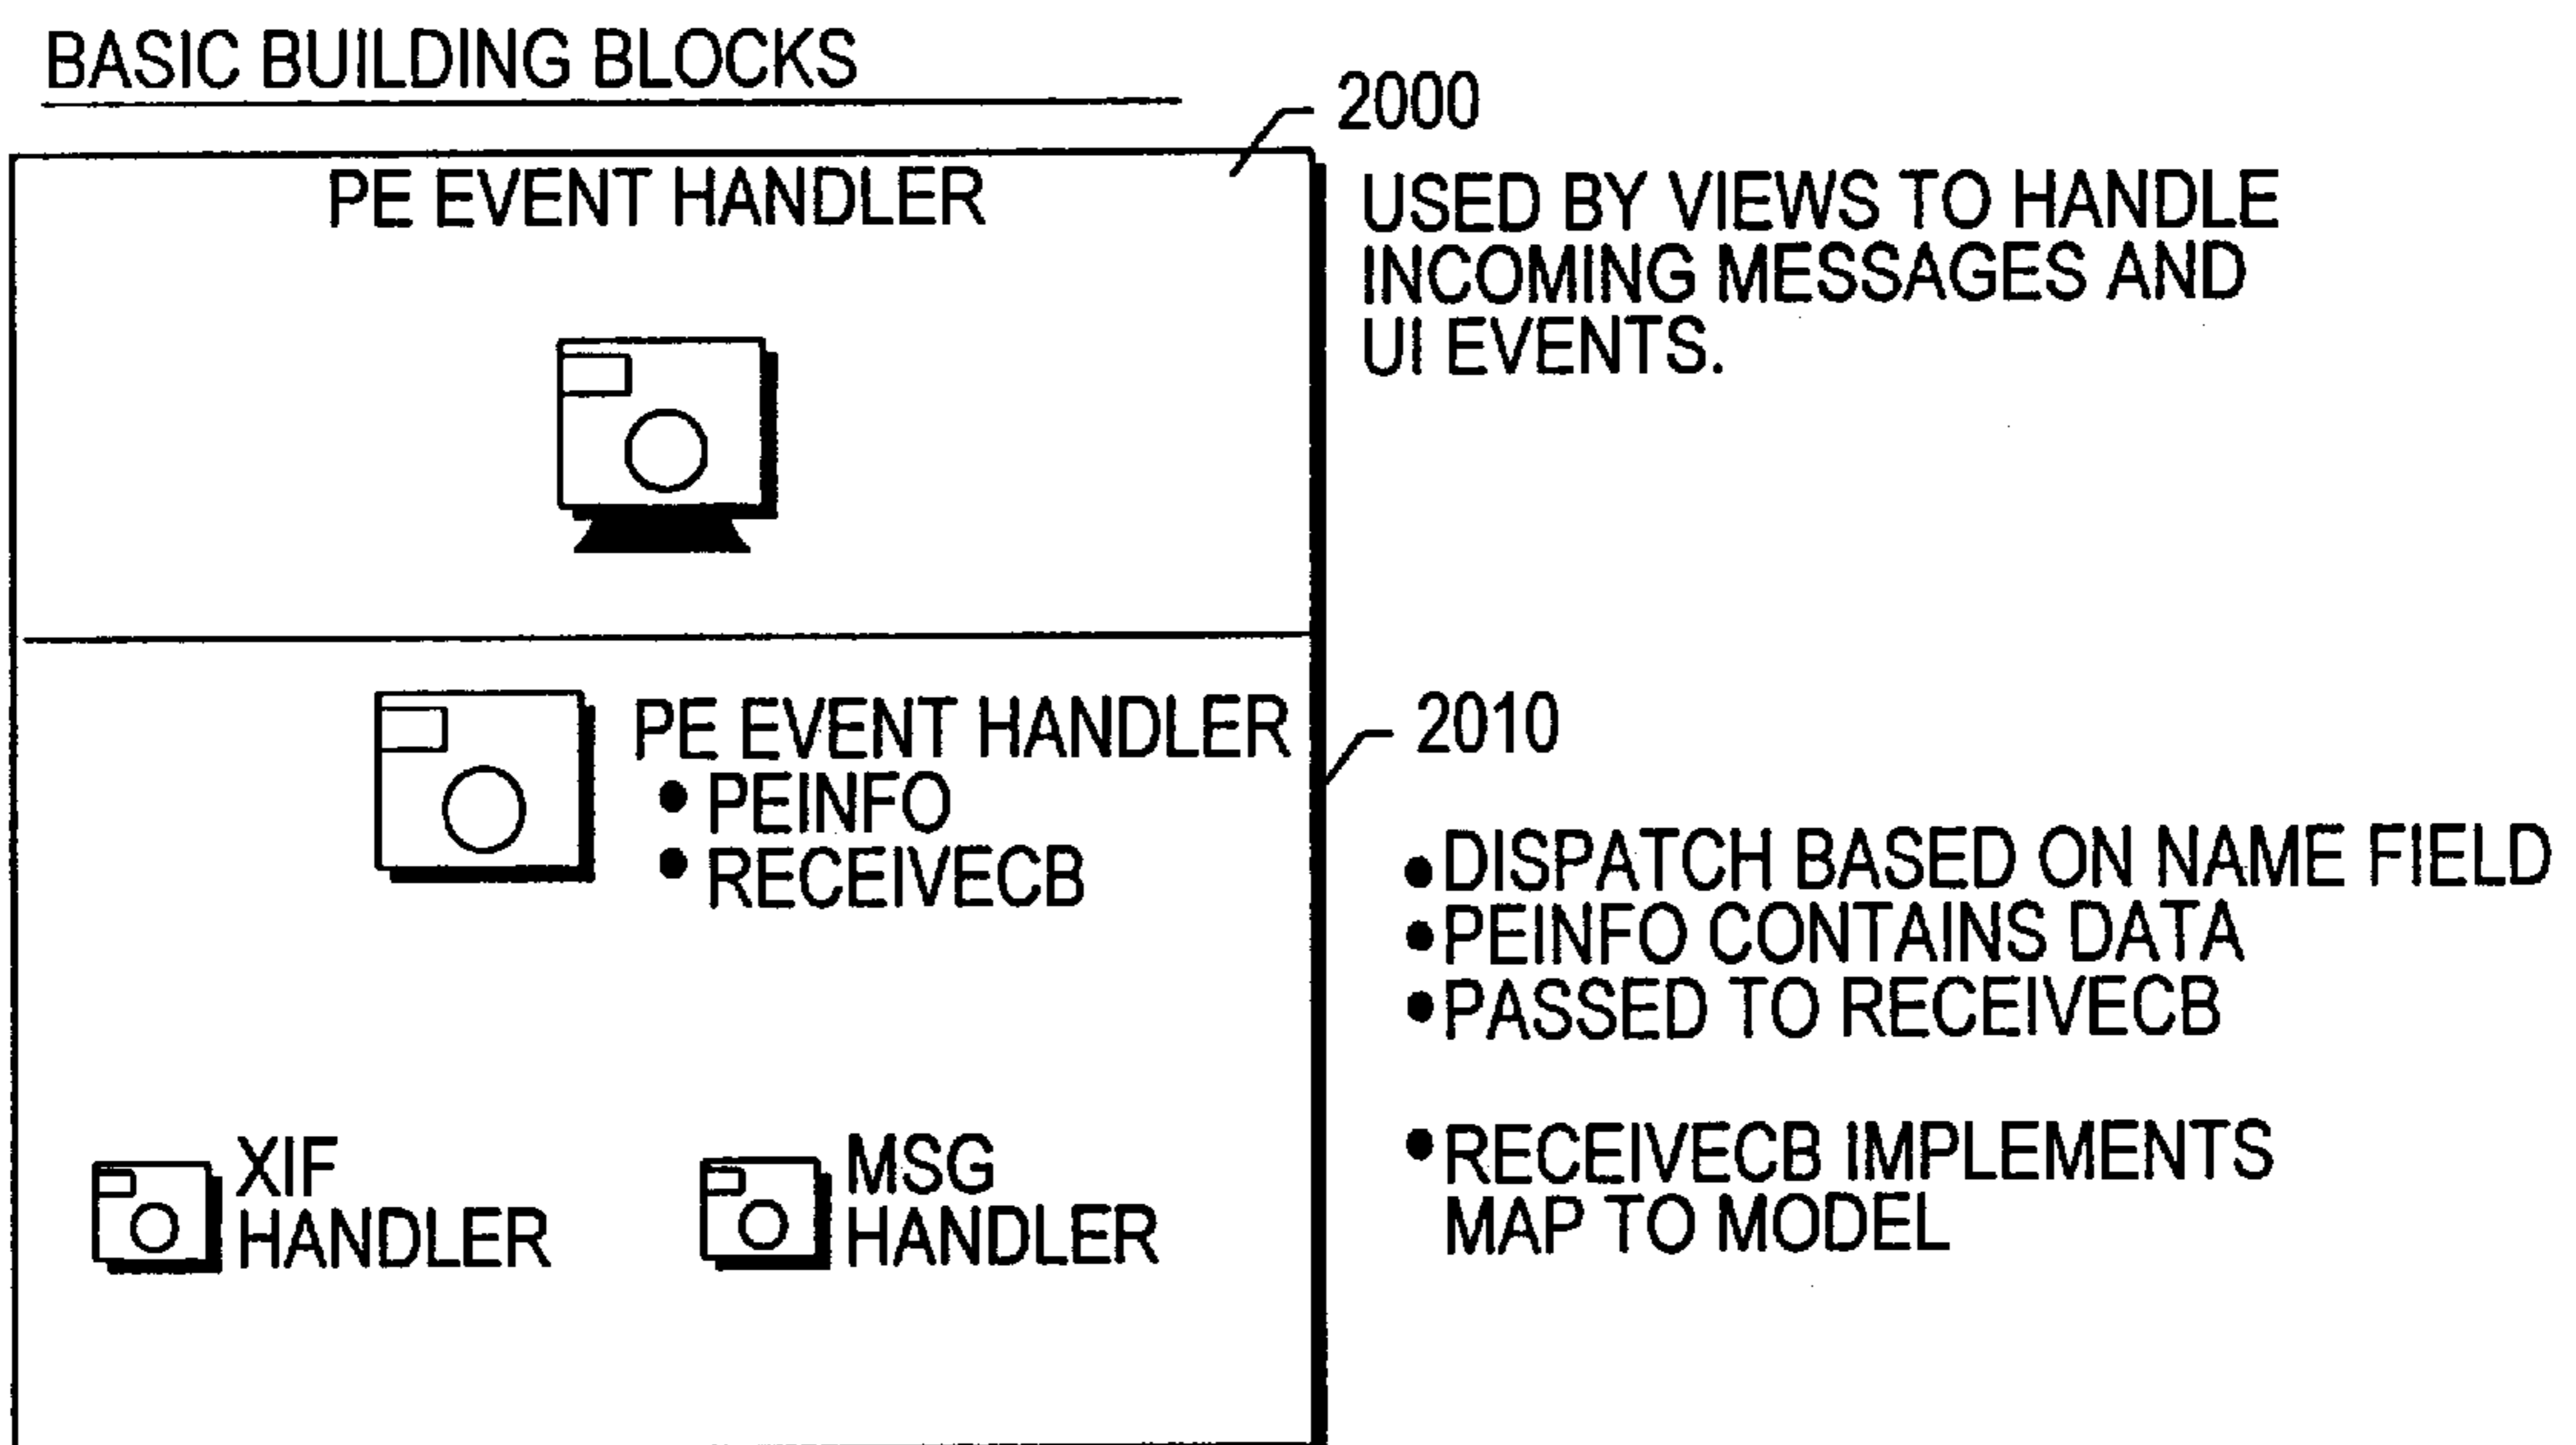 BASIC BUILDING BLOCKS
2000
PE EVENT HANDLER
USED BY VIEWS TO HANDLE
INCOMING MESSAGES AND
UI EVENTS.
PE EVENT HANDLER
• PEINFO
• RECEIVECB
2010
• DISPATCH BASED ON NAME FIELD
• PEINFO CONTAINS DATA
• PASSED TO RECEIVECB
XIF
HANDLER
MSG
HANDLER
• RECEIVECB IMPLEMENTS
MAP TO MODEL